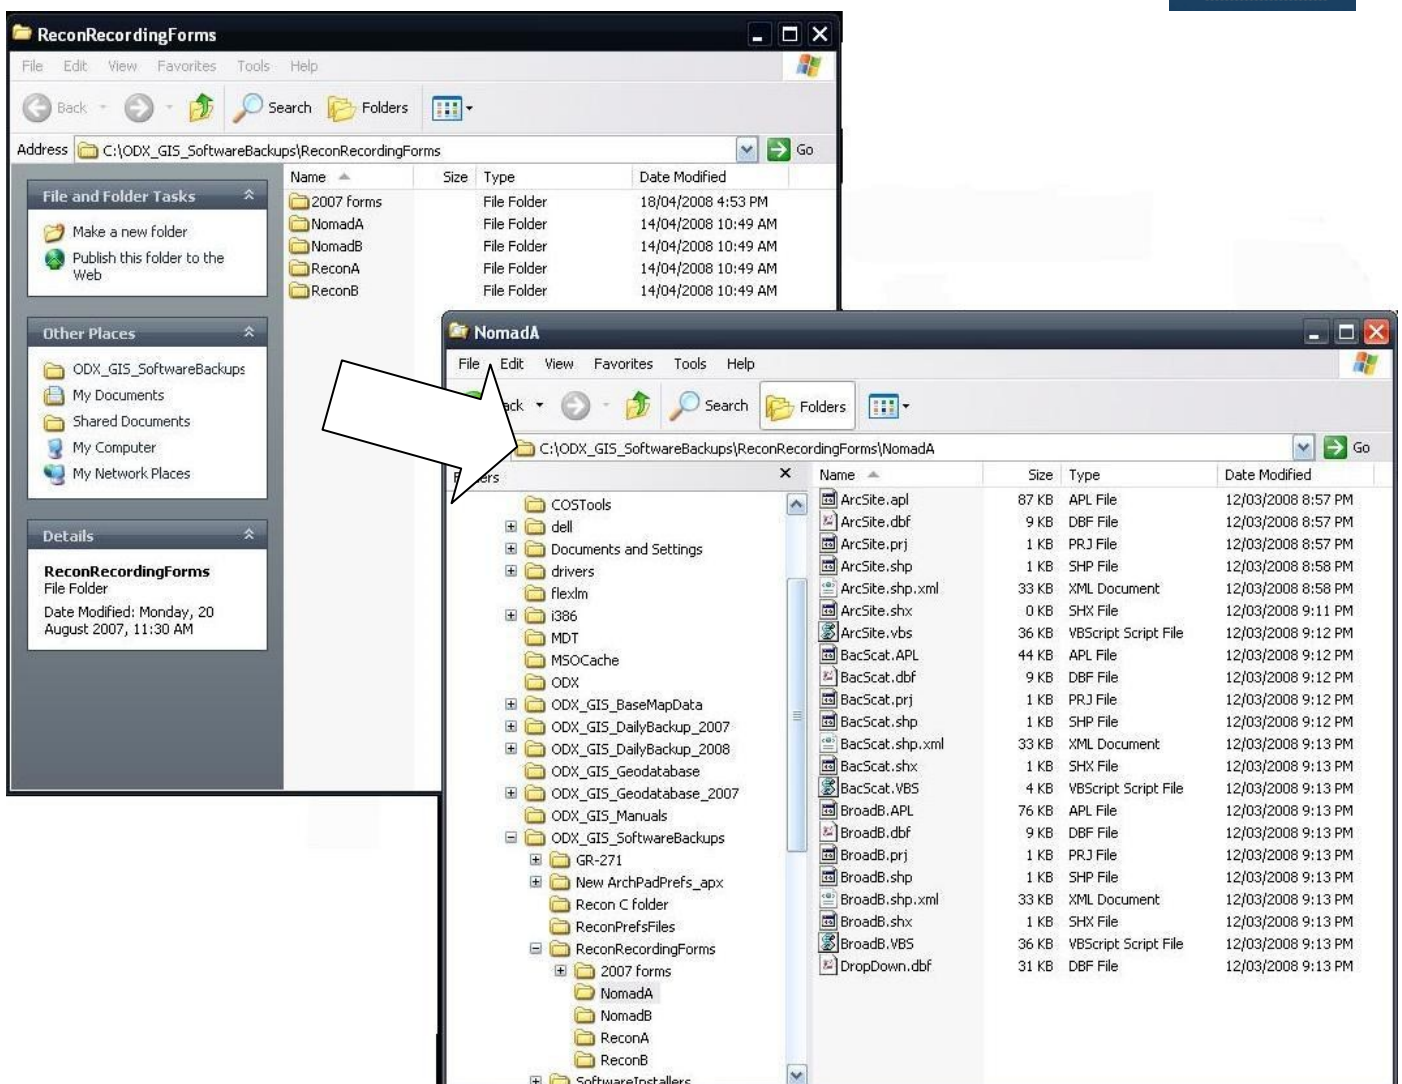 ReconRecordingForms
File Edit View Favorites Tools Help
Back Search Folders
Address C:\ODX_GIS_SoftwareBackups\ReconRecordingForms Go
File and Folder Tasks
Make a new folder
Publish this folder to the
Web
Other Places
ODX_GIS_SoftwareBackups
My Documents
Shared Documents
My Computer
My Network Places
Details
ReconRecordingForms
File Folder
Date Modified: Monday, 20
August 2007, 11:30 AM
Name Size Type Date Modified
2007 forms File Folder 18/04/2008 4:53 PM
NomadA File Folder 14/04/2008 10:49 AM
NomadB File Folder 14/04/2008 10:49 AM
ReconA File Folder 14/04/2008 10:49 AM
ReconB File Folder 14/04/2008 10:49 AM
NomadA
File Edit View Favorites Tools Help
ack Search Folders
C:\ODX_GIS_SoftwareBackups\ReconRecordingForms\NomadA Go
F ers
COSTools
dell
Documents and Settings
drivers
flexlm
i386
MDT
MSOCache
ODX
ODX_GIS_BaseMapData
ODX_GIS_DailyBackup_2007
ODX_GIS_DailyBackup_2008
ODX_GIS_Geodatabase
ODX_GIS_Geodatabase_2007
ODX_GIS_Manuals
ODX_GIS_SoftwareBackups
GR-271
New ArchPadPrefs_apx
Recon C folder
ReconPrefsFiles
ReconRecordingForms
2007 forms
NomadA
NomadB
ReconA
ReconB
SoftwareInstallers
Name Size Type Date Modified
ArcSite.apl 87 KB APL File 12/03/2008 8:57 PM
ArcSite.dbf 9 KB DBF File 12/03/2008 8:57 PM
ArcSite.prj 1 KB PRJ File 12/03/2008 8:57 PM
ArcSite.shp 1 KB SHP File 12/03/2008 8:58 PM
ArcSite.shp.xml 33 KB XML Document 12/03/2008 8:58 PM
ArcSite.shx 0 KB SHX File 12/03/2008 9:11 PM
ArcSite.vbs 36 KB VBScript Script File 12/03/2008 9:12 PM
BacScat.APL 44 KB APL File 12/03/2008 9:12 PM
BacScat.dbf 9 KB DBF File 12/03/2008 9:12 PM
BacScat.prj 1 KB PRJ File 12/03/2008 9:12 PM
BacScat.shp 1 KB SHP File 12/03/2008 9:12 PM
BacScat.shp.xml 33 KB XML Document 12/03/2008 9:13 PM
BacScat.shx 1 KB SHX File 12/03/2008 9:13 PM
BacScat.VBS 4 KB VBScript Script File 12/03/2008 9:13 PM
BroadB.APL 76 KB APL File 12/03/2008 9:13 PM
BroadB.dbf 9 KB DBF File 12/03/2008 9:13 PM
BroadB.prj 1 KB PRJ File 12/03/2008 9:13 PM
BroadB.shp 1 KB SHP File 12/03/2008 9:13 PM
BroadB.shp.xml 33 KB XML Document 12/03/2008 9:13 PM
BroadB.shx 1 KB SHX File 12/03/2008 9:13 PM
BroadB.VBS 36 KB VBScript Script File 12/03/2008 9:13 PM
DropDown.dbf 31 KB DBF File 12/03/2008 9:13 PM